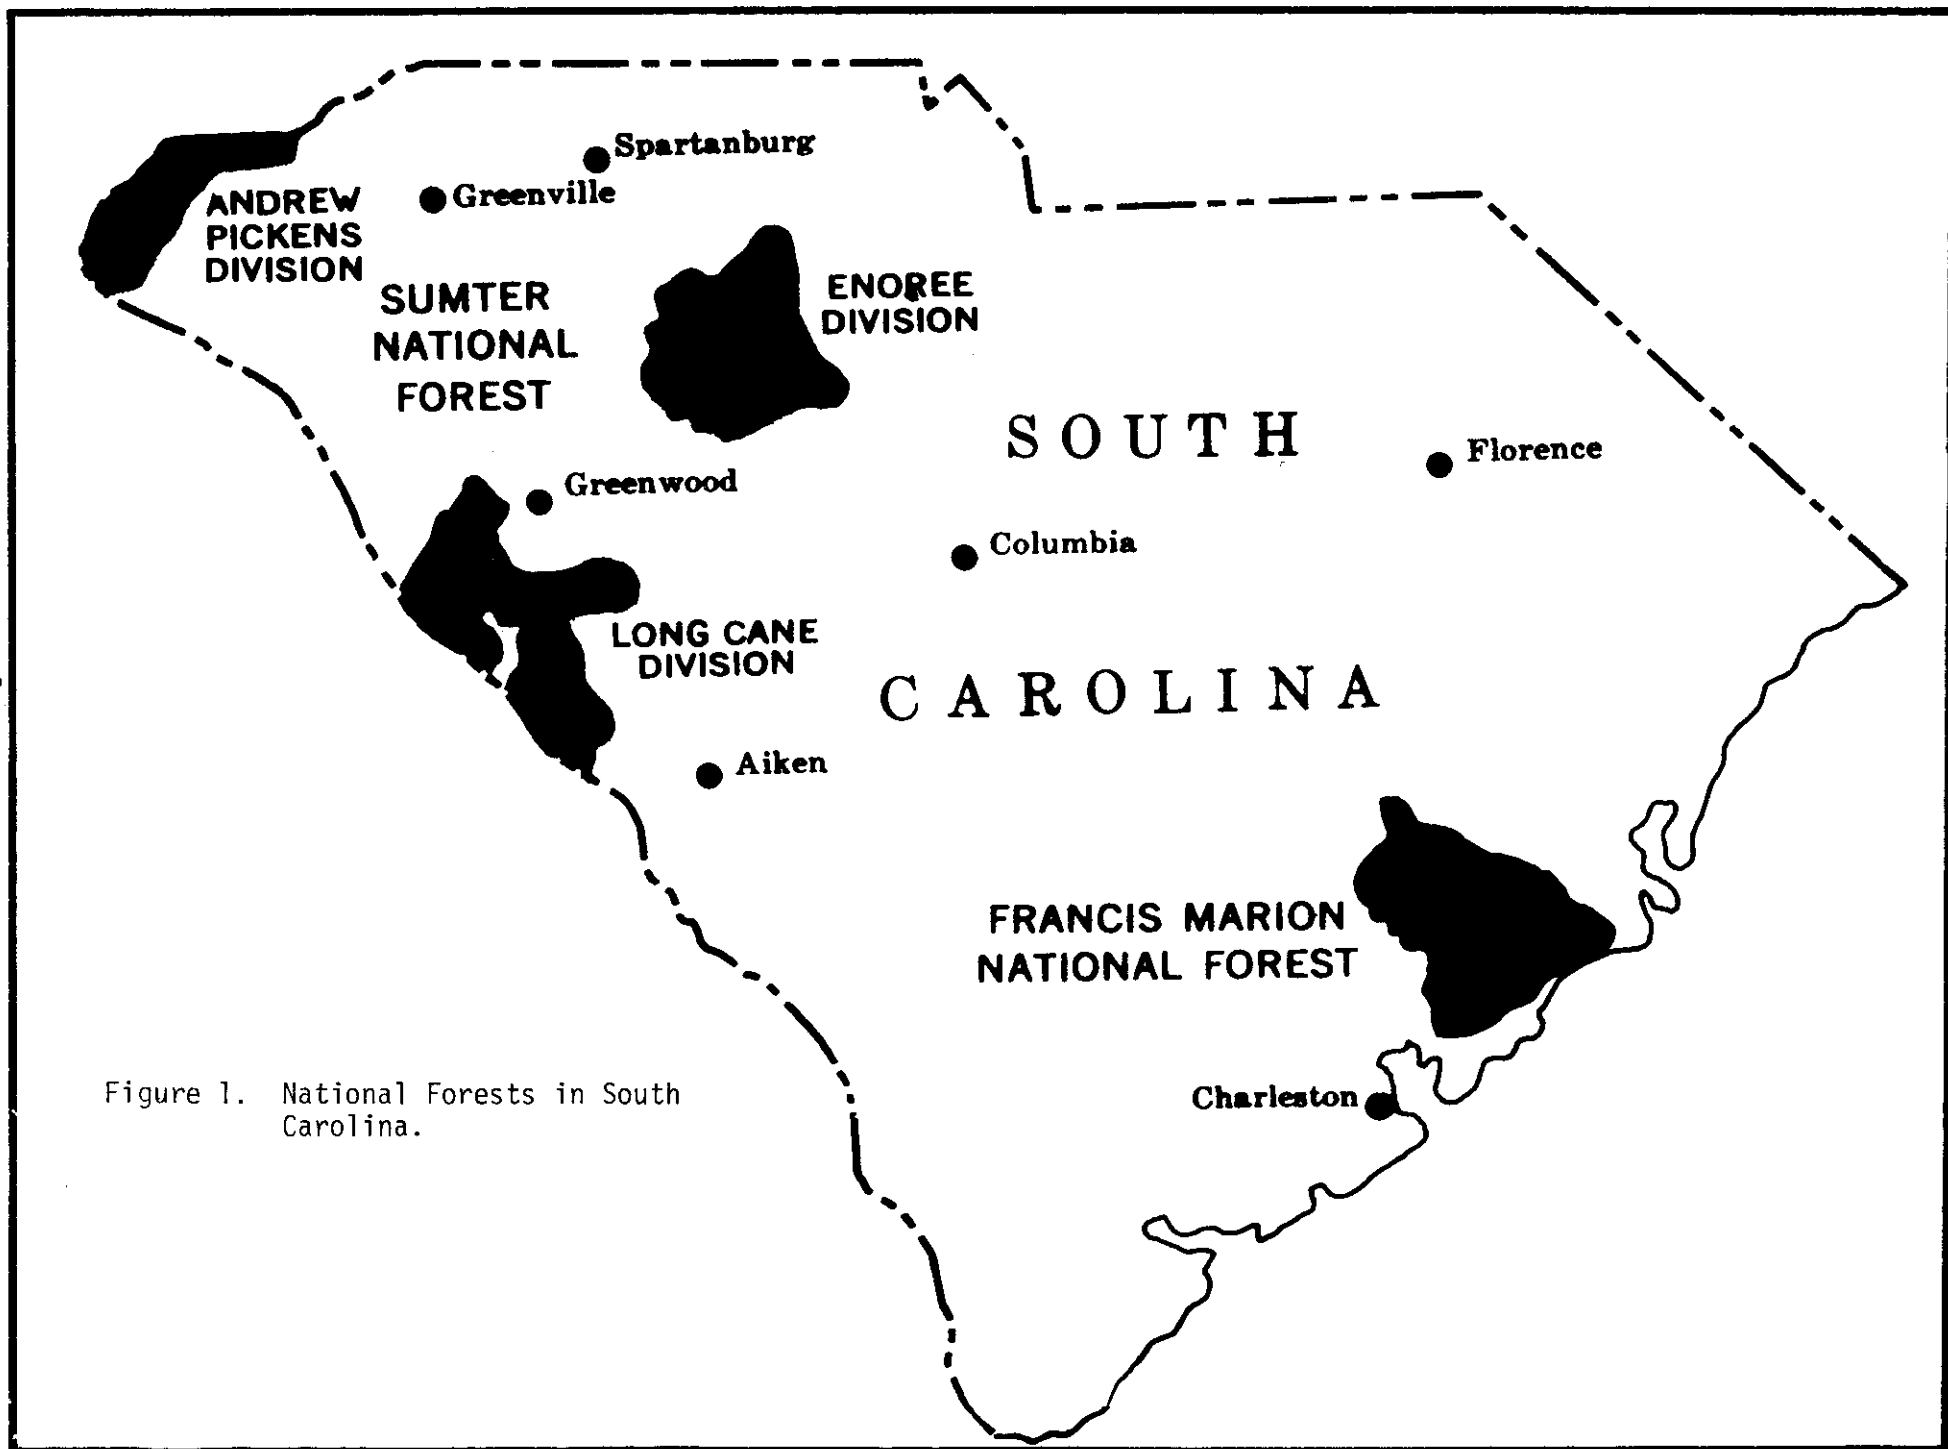 Spartanburg
Greenville
ANDREW
PICKENS
DIVISION
SUMTER
NATIONAL
FOREST
ENOREE
DIVISION
SOUTH
Florence
Greenwood
Columbia
LONG CANE
DIVISION
CAROLINA
Aiken
FRANCIS MARION
NATIONAL FOREST
Charleston
Figure 1. National Forests in South
Carolina.